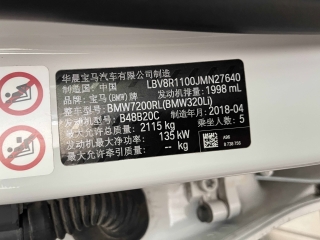 华晨宝马汽车有限公司制造
制造国：中国 LBV8R1100JMN27640
品牌：宝马(BMW)牌 发动机排量：1998 mL
整车型号：BMW7200RL(BMW320Li)
发动机型号：B48B20C 制造年月：2018-04
最大允许总质量：2115 kg 乘坐人数：5
发动机最大净功率：135 kW
最大允许牵引质量：-- kg